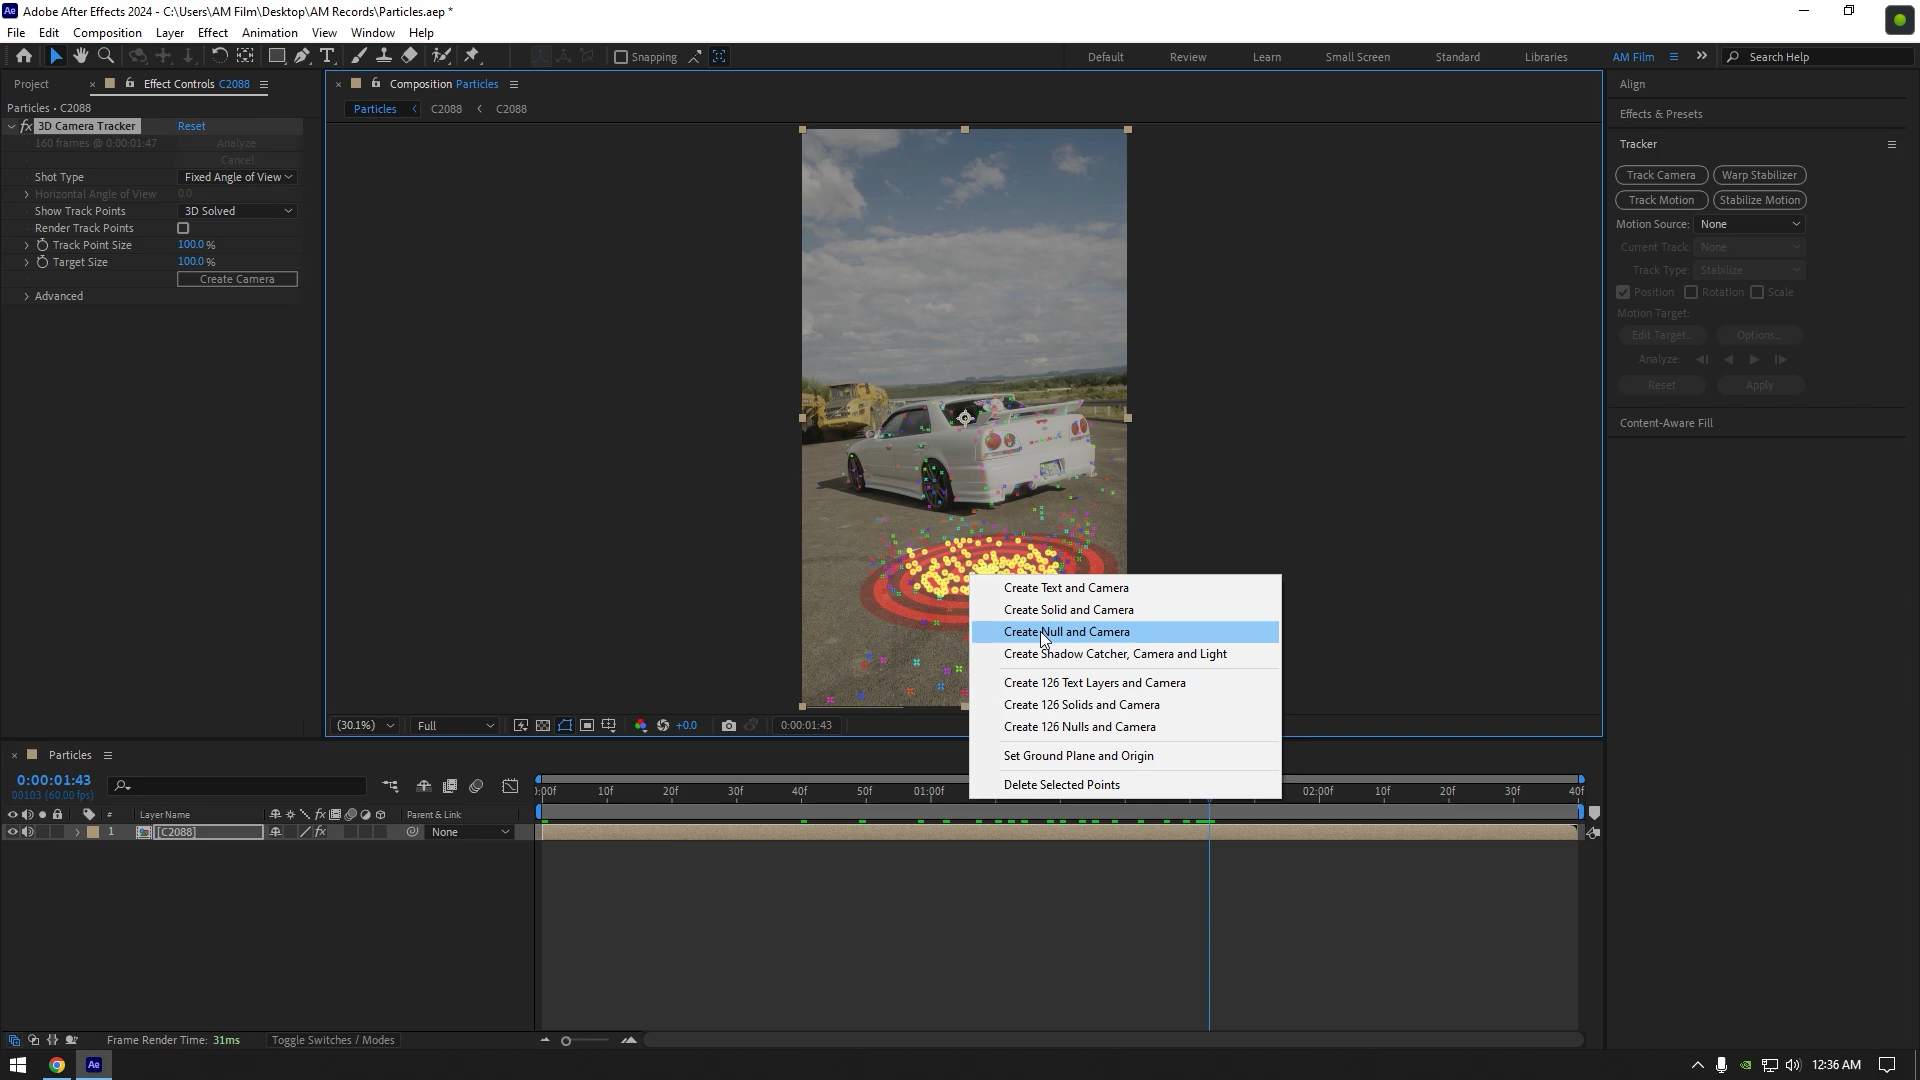 Adobe After Effects 2024 - C:\Users\AM Film\Desktop\AM Records\Particles.aep *
File Edit Composition Layer Effect Animation View Window Help
Snapping
Default Review Learn Small Screen Standard Libraries AM Film Search Help
Project Effect Controls C2088
Particles • C2088
fx 3D Camera Tracker Reset
160 frames @ 0:00:01:47 Analyze
Cancel
Shot Type Fixed Angle of View
Horizontal Angle of View 0.0
Show Track Points 3D Solved
Render Track Points
Track Point Size 100.0 %
Target Size 100.0 %
Create Camera
Advanced
Composition Particles
Particles C2088 C2088
Create Text and Camera
Create Solid and Camera
Create Null and Camera
Create Shadow Catcher, Camera and Light
Create 126 Text Layers and Camera
Create 126 Solids and Camera
Create 126 Nulls and Camera
Set Ground Plane and Origin
Delete Selected Points
(30.1%) Full +0.0 0:00:01:43
Align
Effects & Presets
Tracker
Track Camera Warp Stabilizer
Track Motion Stabilize Motion
Motion Source: None
Current Track: None
Track Type: Stabilize
Position Rotation Scale
Motion Target:
Edit Target... Options...
Analyze:
Reset Apply
Content-Aware Fill
Particles
0:00:01:43
00103 (60.00 fps)
):00f 10f 20f 30f 40f 50f 01:00f 02:00f 10f 20f 30f 40f
# Layer Name fx Parent & Link
1 [C2088] fx None
Frame Render Time: 31ms Toggle Switches / Modes
Ae 12:36 AM